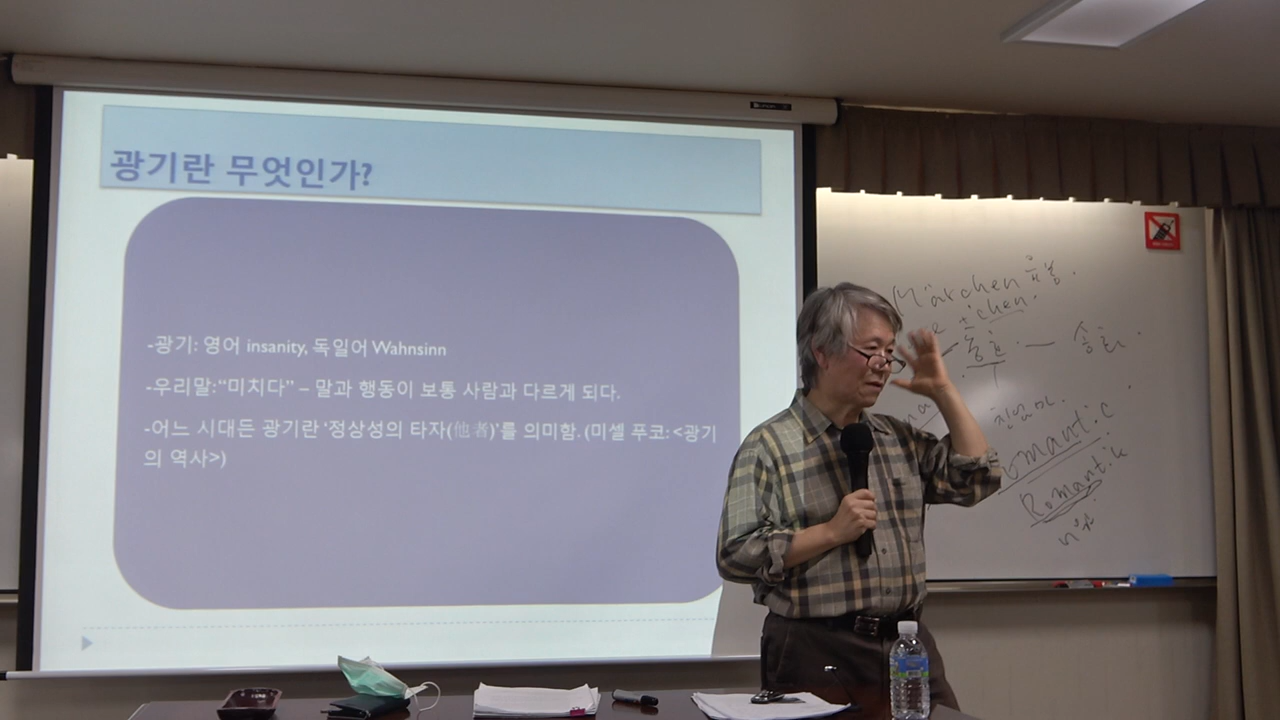 광기란 무엇인가?
-광기: 영어 insanity, 독일어 Wahnsinn
-우리말:“미치다” – 말과 행동이 보통 사람과 다르게 되다.
-어느 시대든 광기란 ‘정상성의 타자(他者)’를 의미함. (미셸 푸코: <광기
의 역사>)
Märchen
chen.
동화 —
Romantik